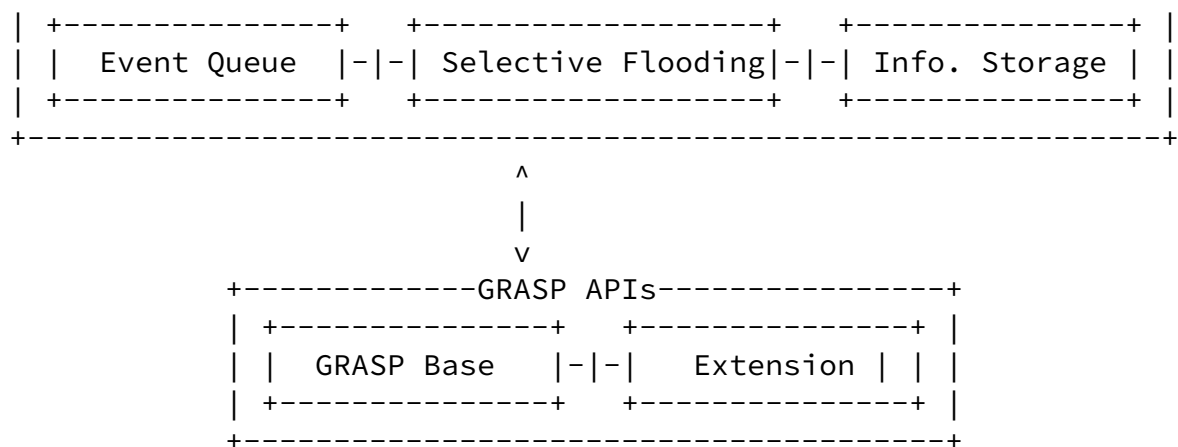 | +---------------+   +-------------------+   +---------------+ |
| |  Event Queue  |-|-| Selective Flooding|-|-| Info. Storage | |
| +---------------+   +-------------------+   +---------------+ |
+-------------------------------------------------------------+
^
|
v
+-------------GRASP APIs----------------+
| +---------------+   +---------------+ |
| |  GRASP Base   |-|-|   Extension | | |
| +---------------+   +---------------+ |
+---------------------------------------+